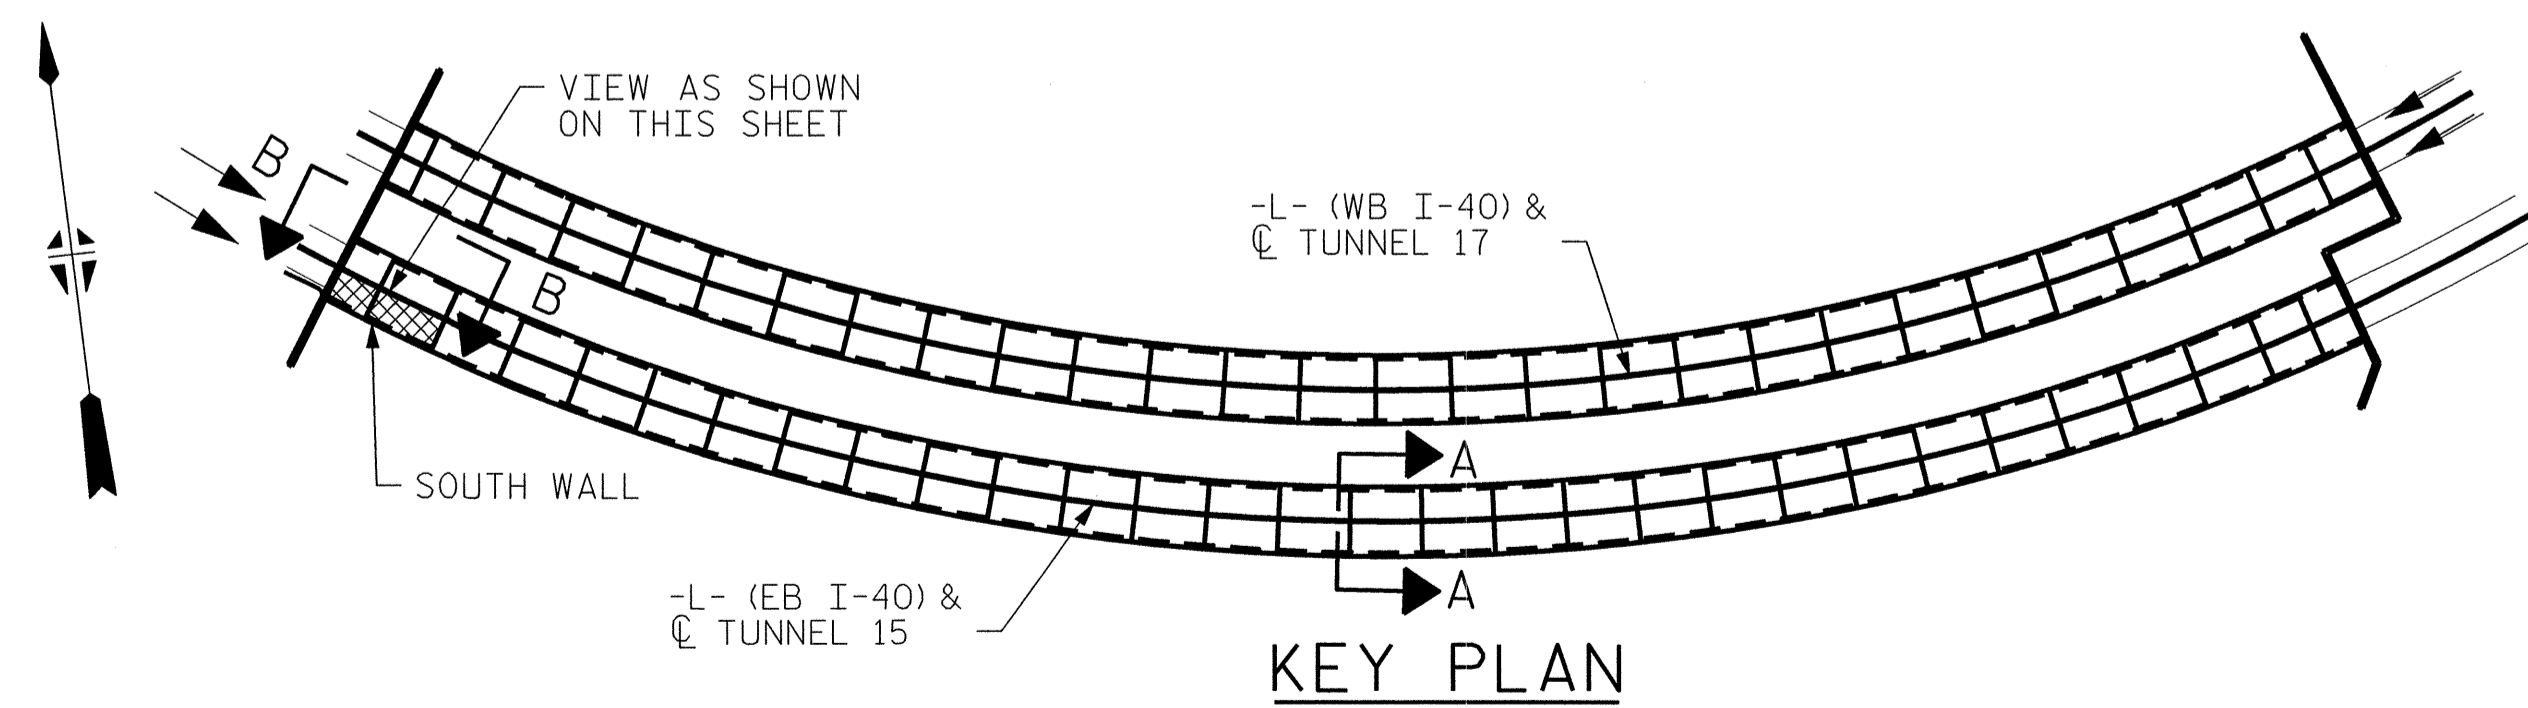 VIEW AS SHOWN
ON THIS SHEET
B
B
-L- (WB I-40) &
℄ TUNNEL 17
SOUTH WALL
A
A
-L- (EB I-40) &
℄ TUNNEL 15
KEY PLAN